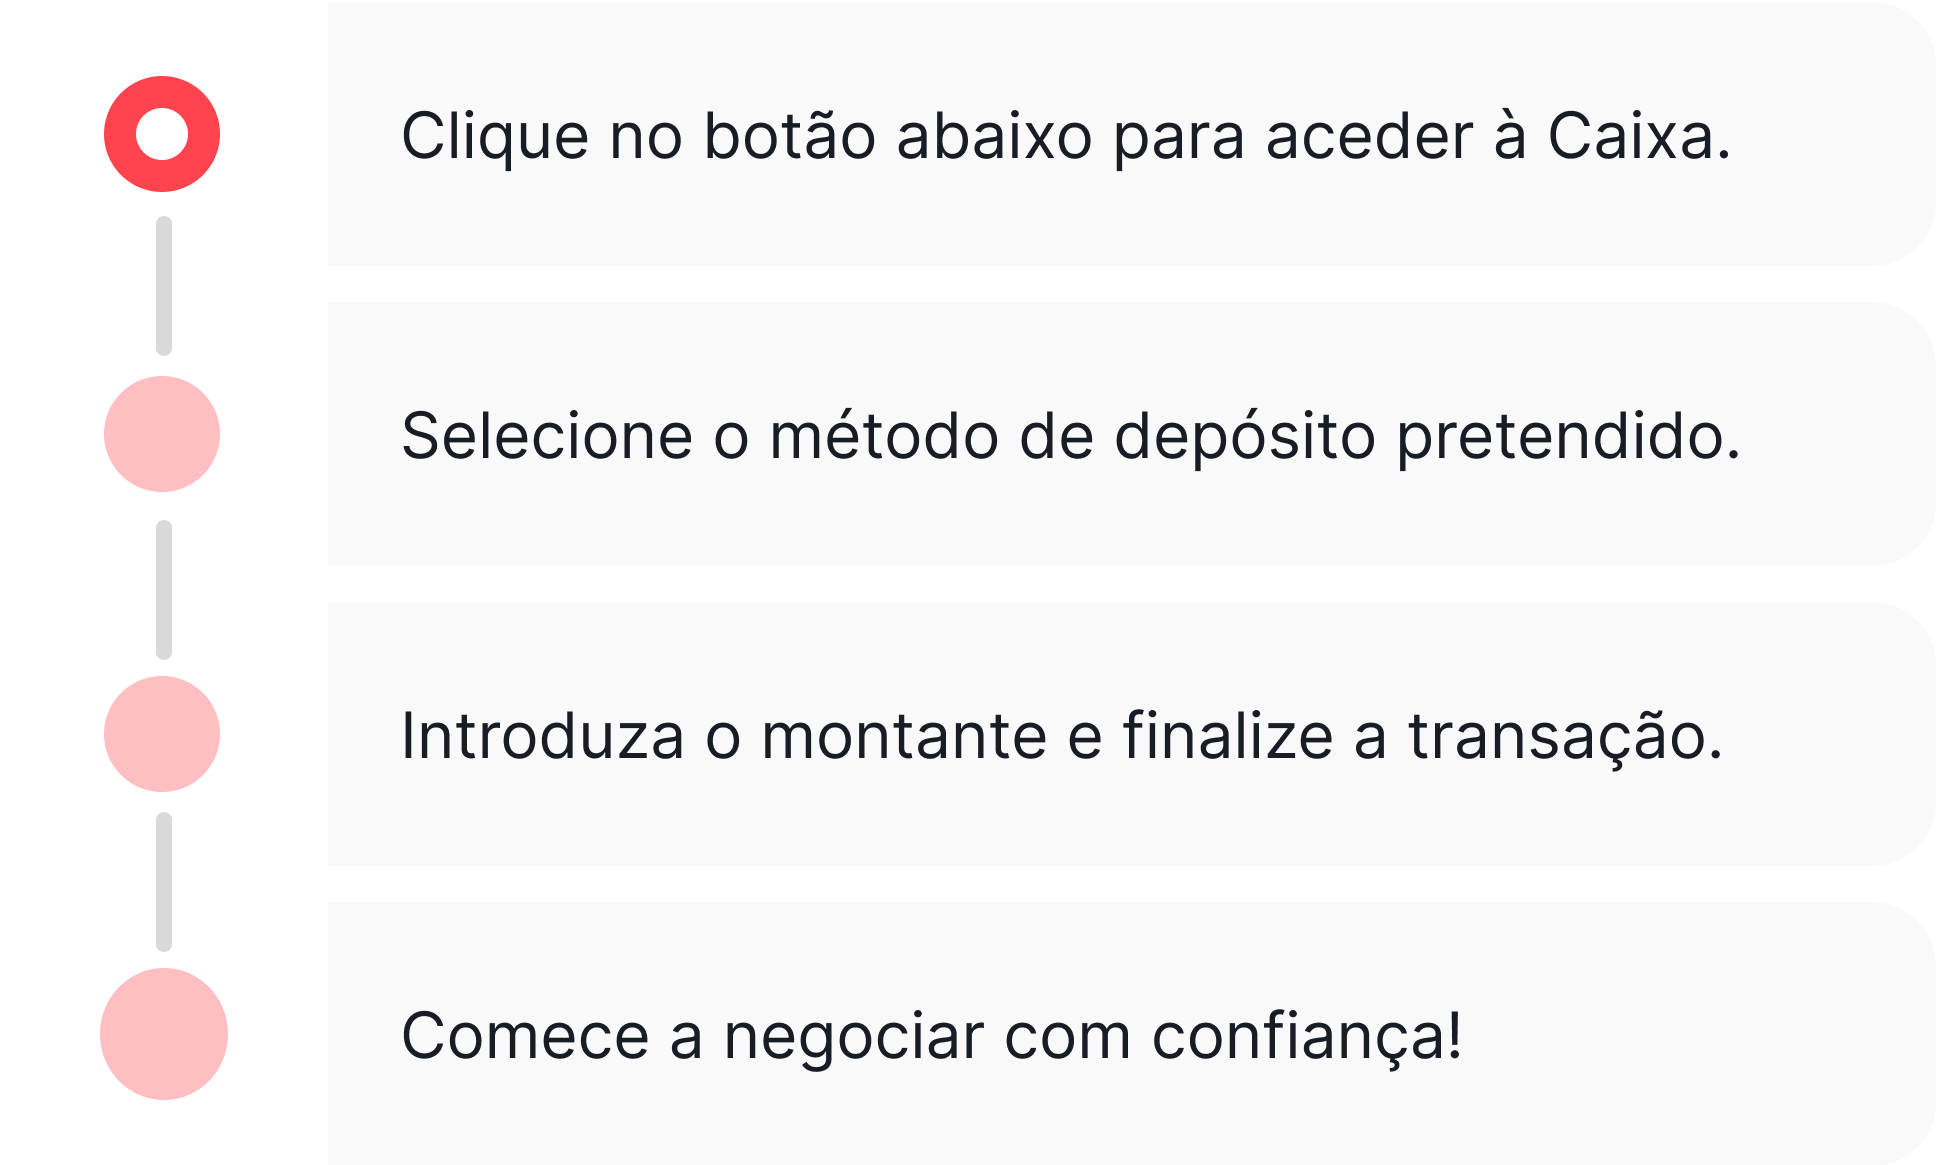 Clique no botão abaixo para aceder à Caixa.
Selecione o método de depósito pretendido.
Introduza o montante e finalize a transação.
Comece a negociar com confiança!